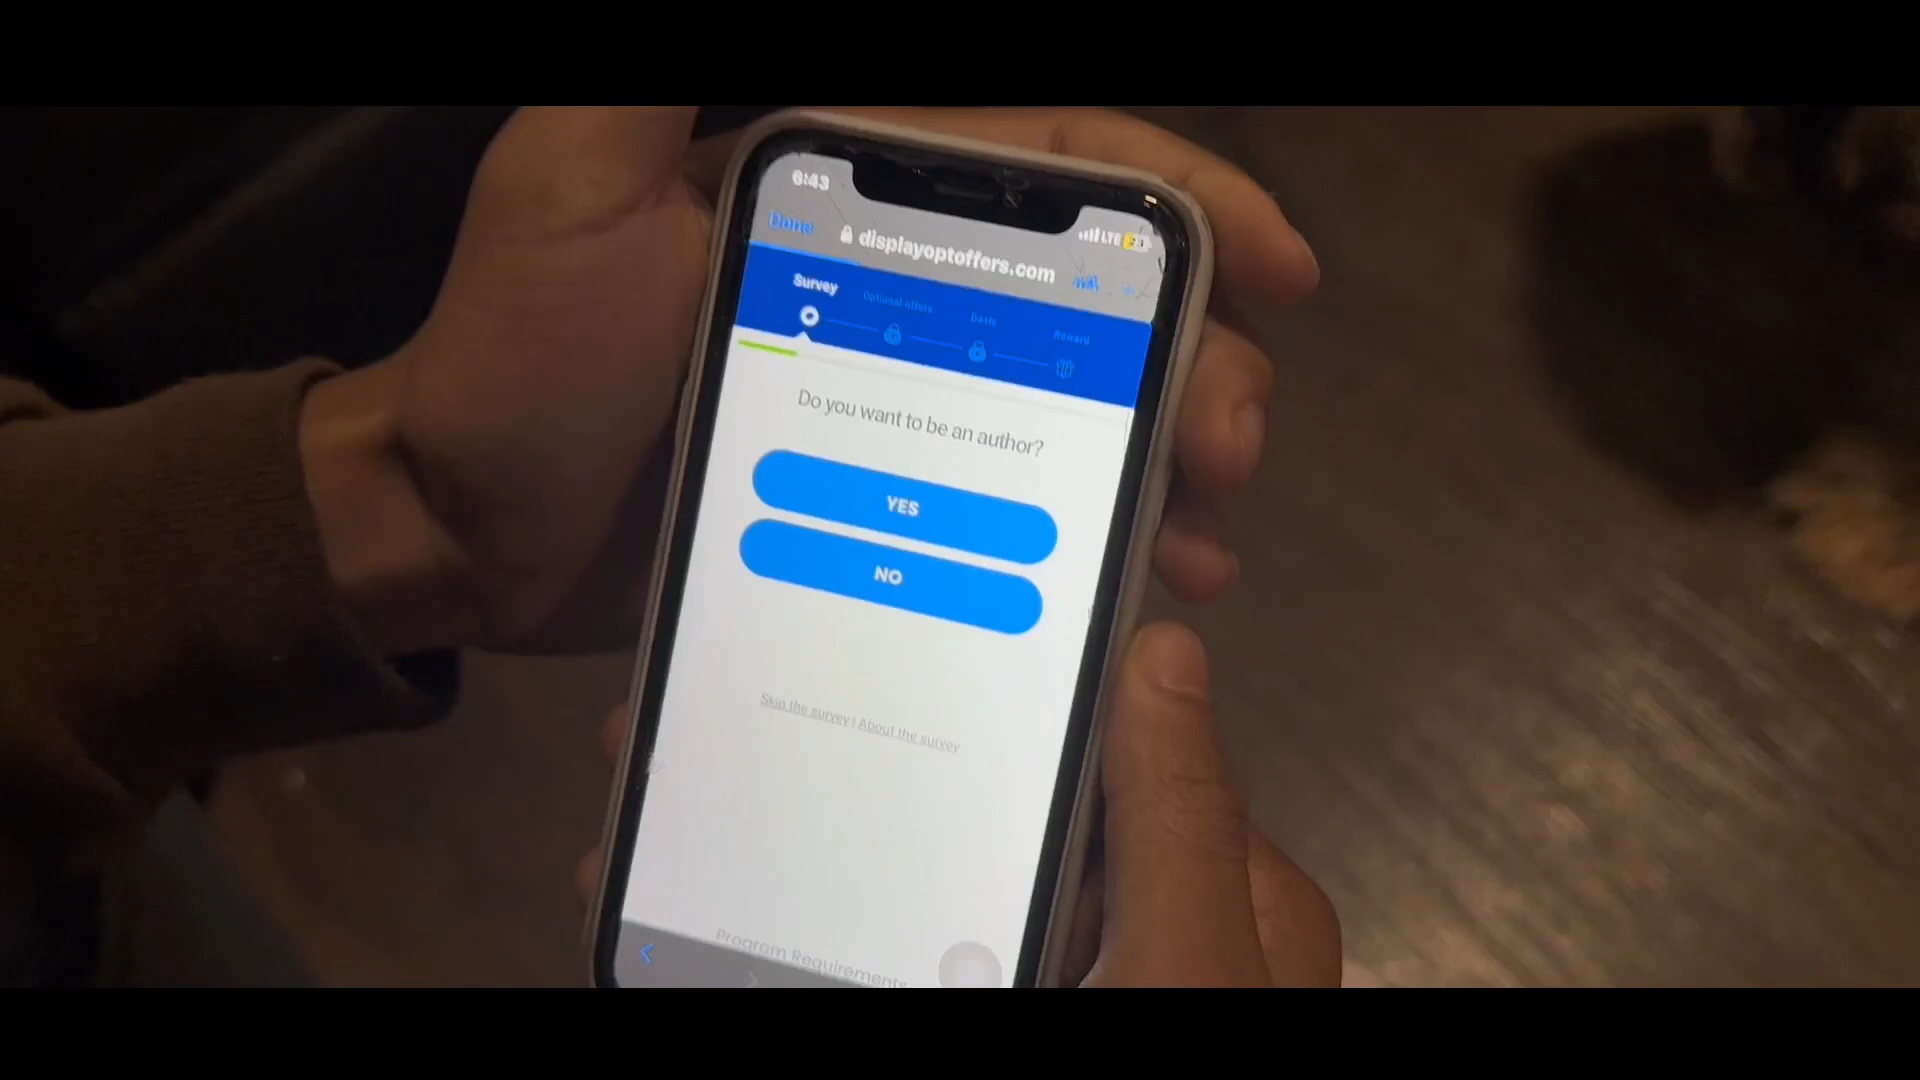 6:43
LTE
Done
displayoptoffers.com
Survey
Optional offers
Deals
Reward
Do you want to be an author?
YES
NO
Skip the survey | About the survey
Program Requirements